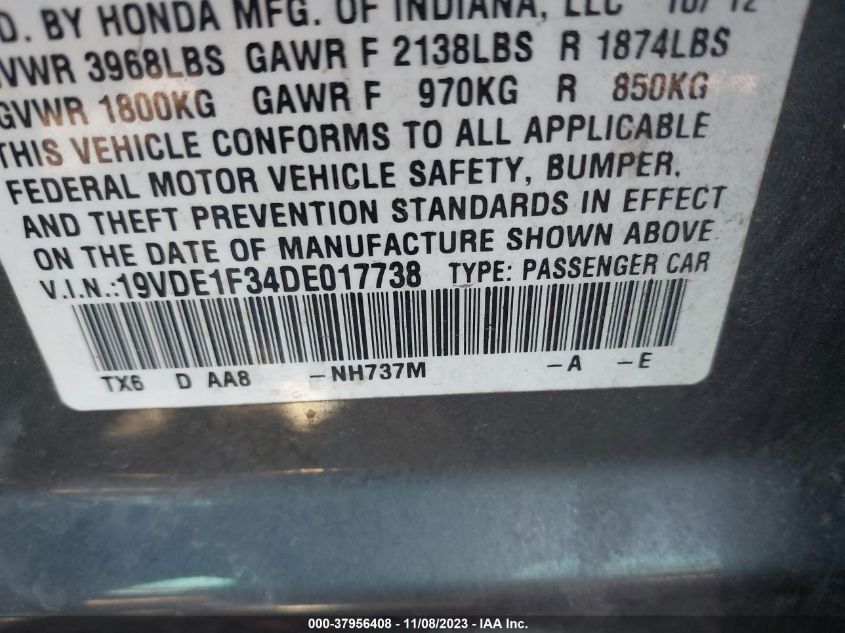 D. BY HONDA MFG. OF INDIANA, LLC 10/12
VWR 3968LBS GAWR F 2138LBS R 1874LBS
GVWR 1800KG GAWR F 970KG R 850KG
THIS VEHICLE CONFORMS TO ALL APPLICABLE
FEDERAL MOTOR VEHICLE SAFETY, BUMPER,
AND THEFT PREVENTION STANDARDS IN EFFECT
ON THE DATE OF MANUFACTURE SHOWN ABOVE.
V.I.N.:19VDE1F34DE017738 TYPE: PASSENGER CAR
TX6 D AA8 -NH737M -A -E
000-37956408 - 11/08/2023 - IAA Inc.